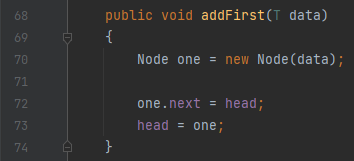 68 public void addFirst(T data)
69 {
70 Node one = new Node(data);
71
72 one.next = head;
73 head = one;
74 }